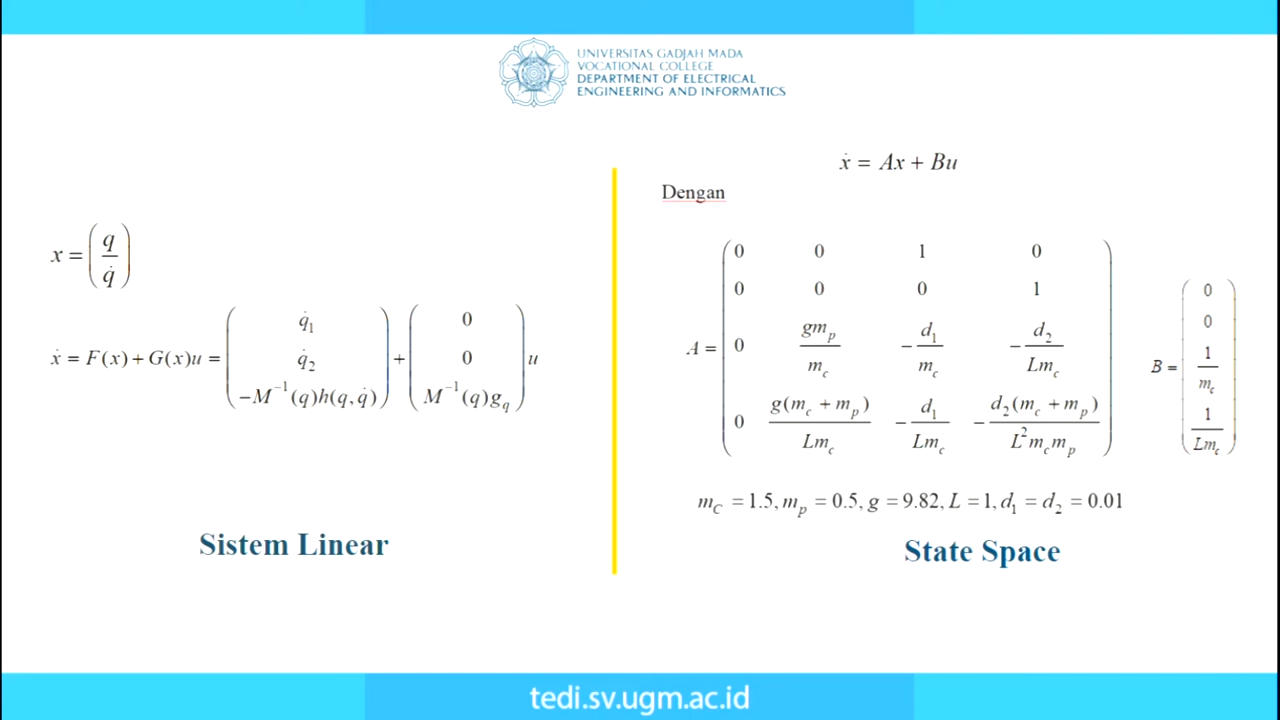 UNIVERSITAS GADJAH MADA
VOCATIONAL COLLEGE
DEPARTMENT OF ELECTRICAL
ENGINEERING AND INFORMATICS
x = (q / q̇)
ẋ = F(x) + G(x)u = (q̇₁; q̇₂; −M⁻¹(q)h(q,q̇)) + (0; 0; M⁻¹(q)g_q) u
Sistem Linear
ẋ = Ax + Bu
Dengan
A = (0 0 1 0; 0 0 0 1; 0 gm_p/m_c −d₁/m_c −d₂/Lm_c; 0 g(m_c + m_p)/Lm_c −d₁/Lm_c −d₂(m_c + m_p)/L²m_cm_p)
B = (0; 0; 1/m_c; 1/Lm_c)
m_C = 1.5, m_p = 0.5, g = 9.82, L = 1, d₁ = d₂ = 0.01
State Space
tedi.sv.ugm.ac.id